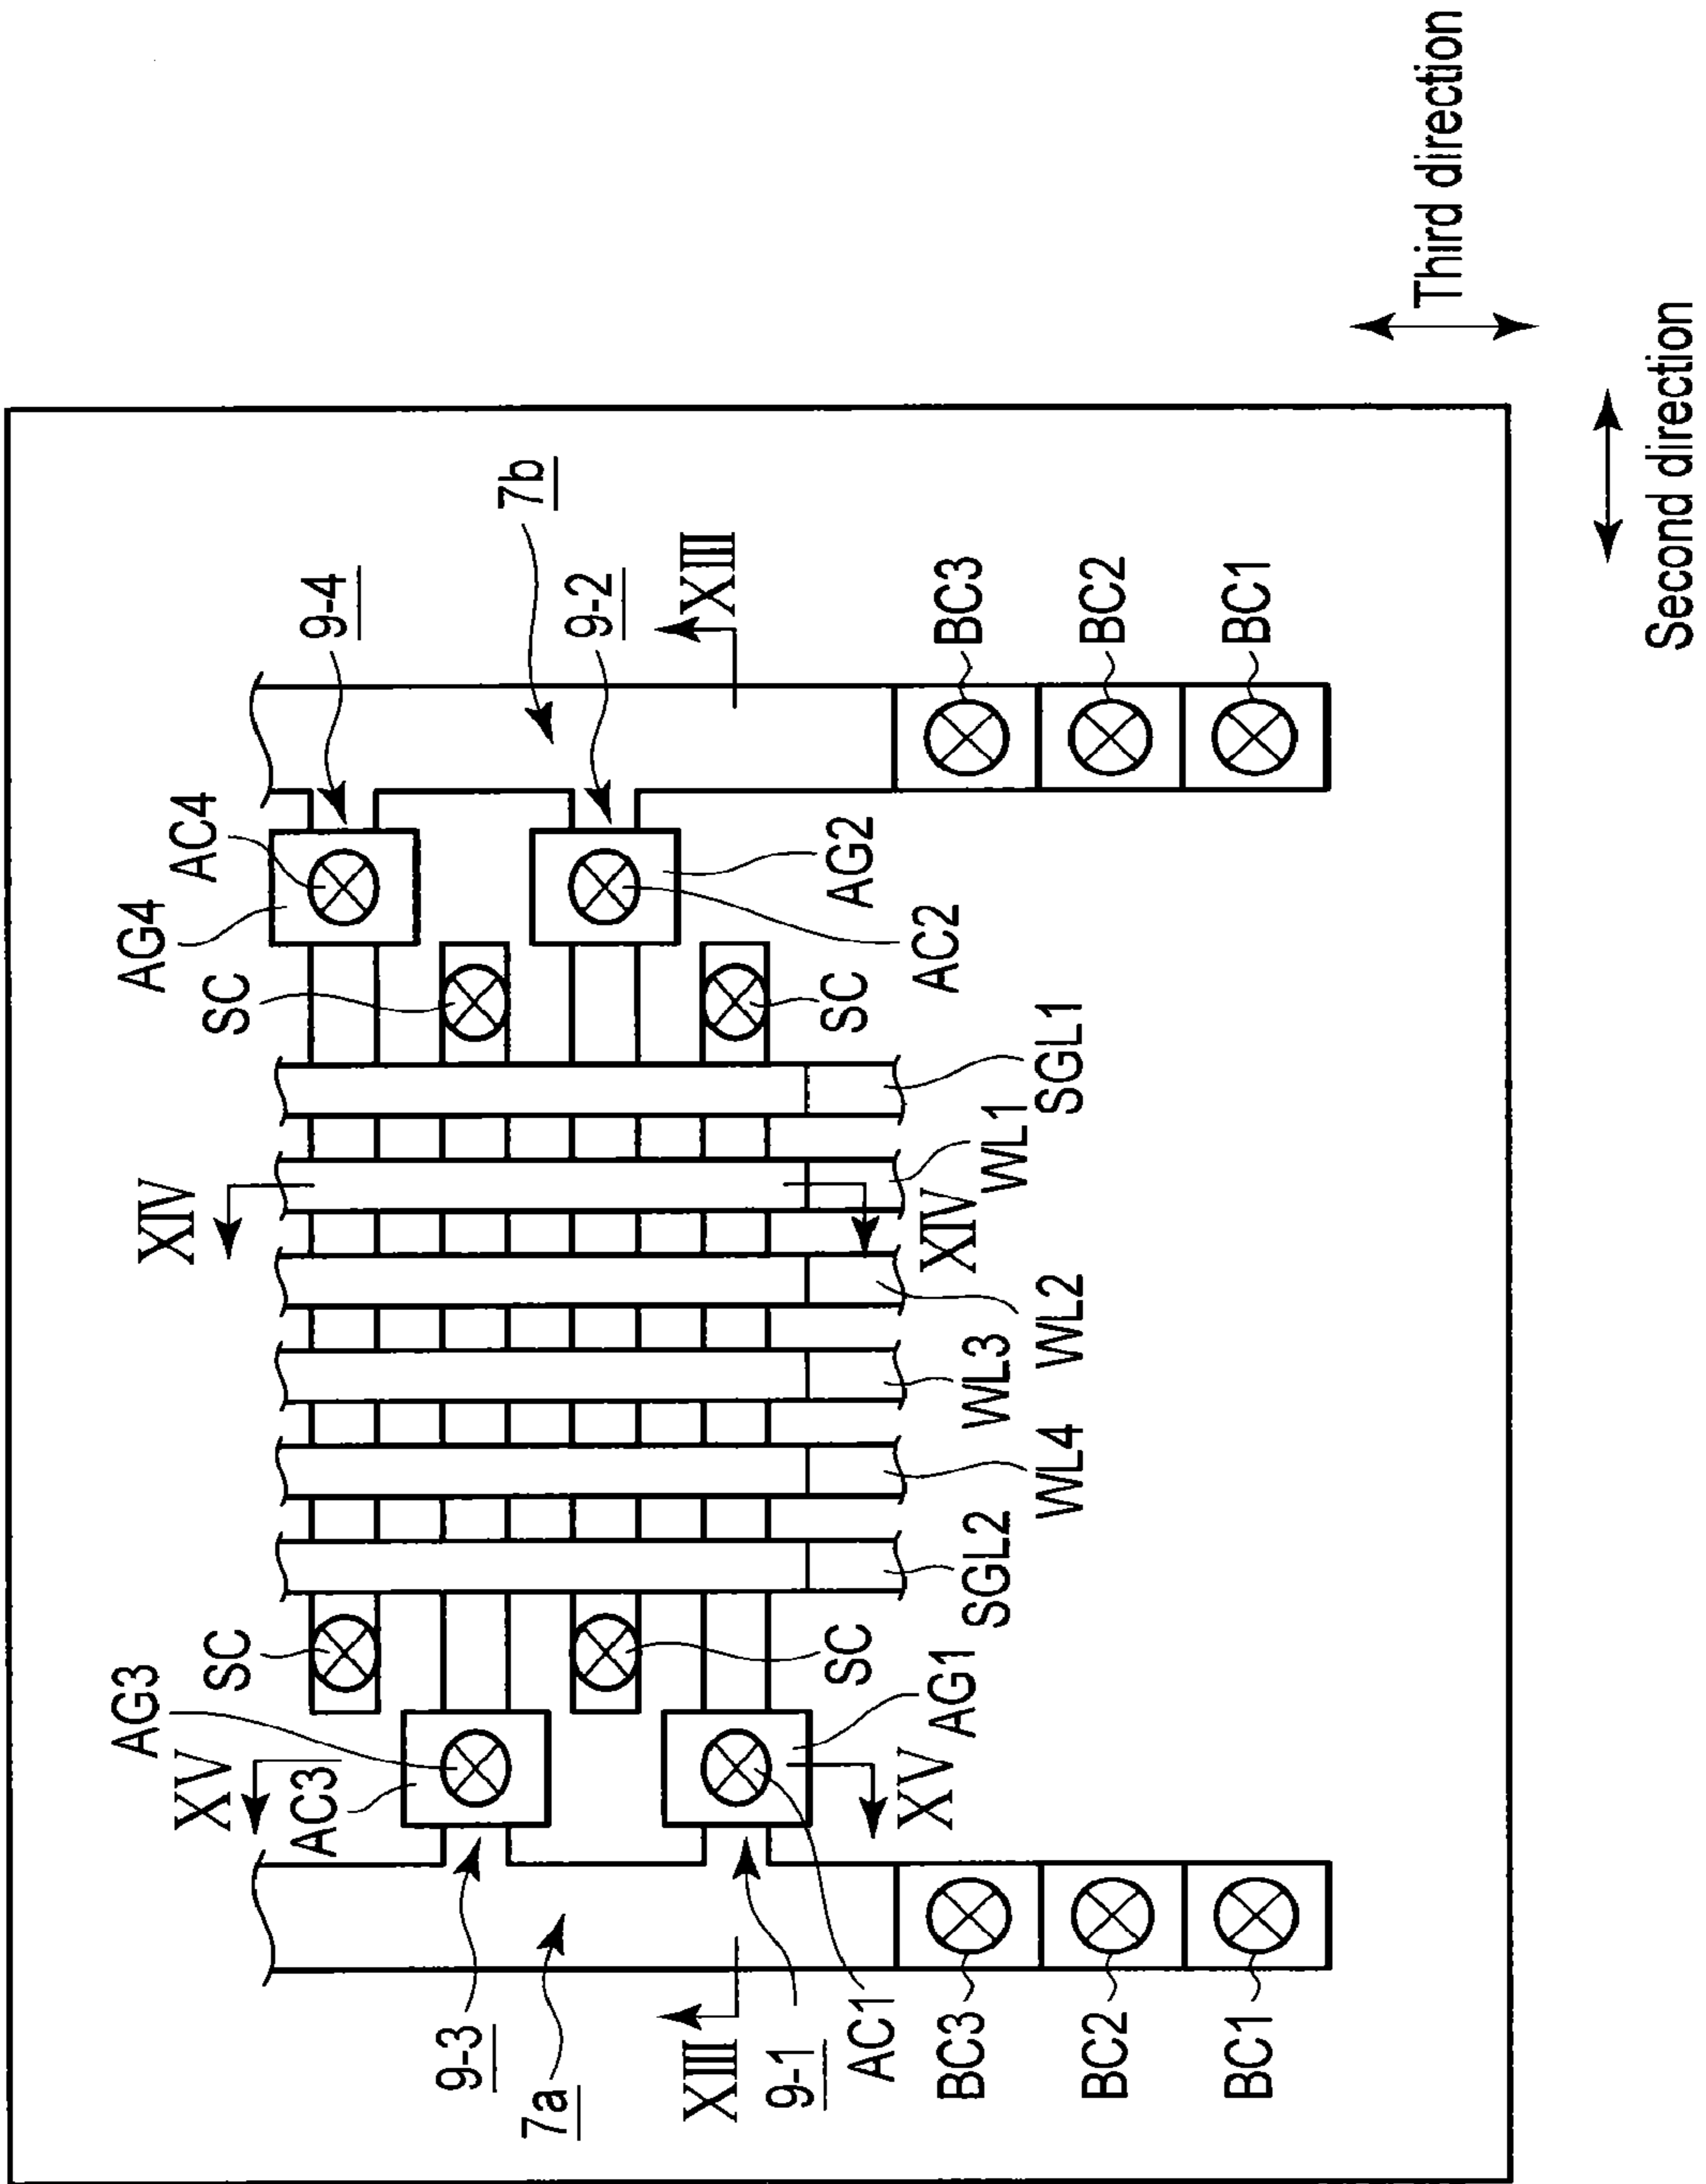 AG3
AG4
XIV
AC4
XV
SC
SC
AC3
9-4
9-3
7b
7a
9-2
XIII
XIII
9-1
SC
SC
AG2
AC1
XV
AC2
AG1
XIV
BC3
BC3
SGL2
WL3
WL1
WL4
WL2
SGL1
BC2
BC2
BC1
BC1
Third direction
Second direction